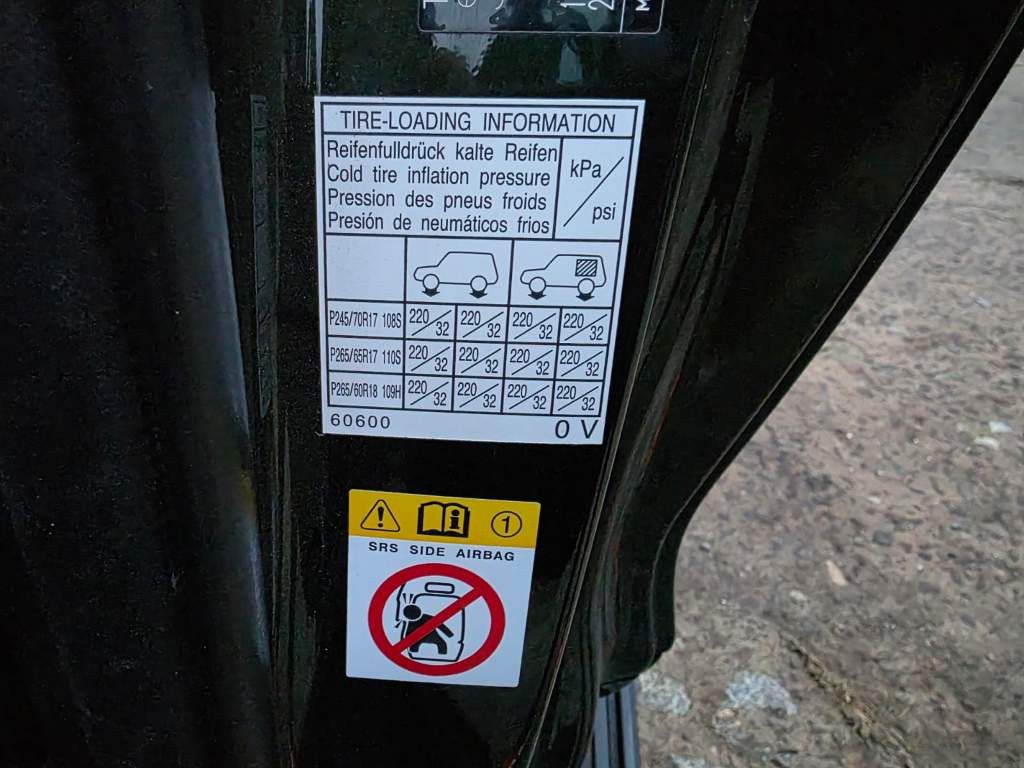 TIRE-LOADING INFORMATION
Reifenfulldrück kalte Reifen
Cold tire inflation pressure
Pression des pneus froids
Presión de neumáticos frios
kPa/psi
P245/70R17 108S 220/32 220/32 220/32 220/32
P265/65R17 110S 220/32 220/32 220/32 220/32
P265/60R18 109H 220/32 220/32 220/32 220/32
60600 0 V
1
SRS SIDE AIRBAG